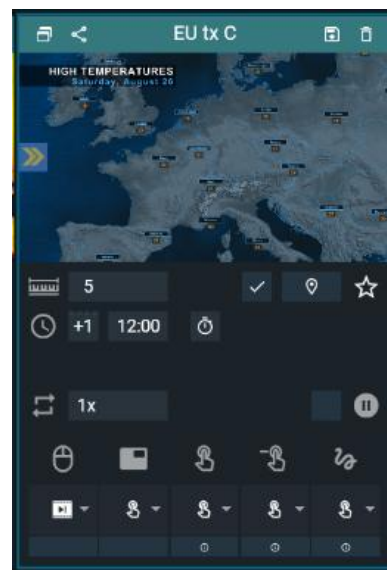 EU tx C
HIGH TEMPERATURES
Saturday, August 26
5
+1 12:00
1x